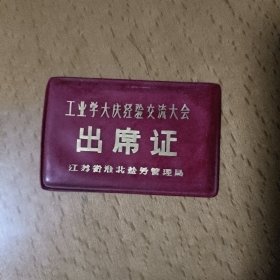 工业学大庆经验交流大会
出席证
江苏省淮北盐务管理局